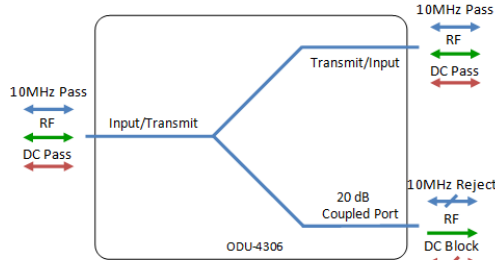 10MHz Pass
RF
DC Pass
Transmit/Input
10MHz Pass
RF
DC Pass
Input/Transmit
20 dB
Coupled Port
10MHz Reject
RF
DC Block
ODU-4306